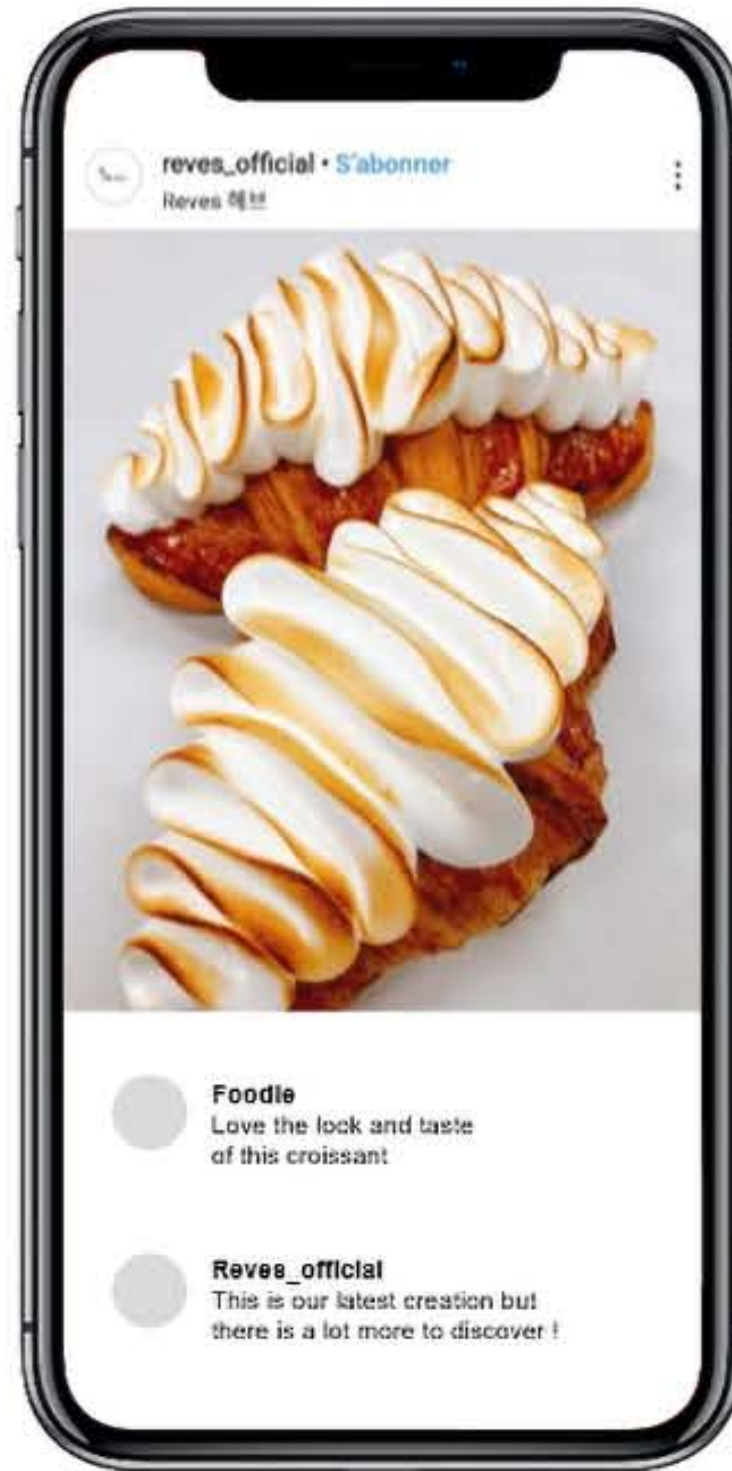 reves_official • S'abonner
Reves 헤브
Foodie
Love the look and taste
of this croissant
Reves_official
This is our latest creation but
there is a lot more to discover !